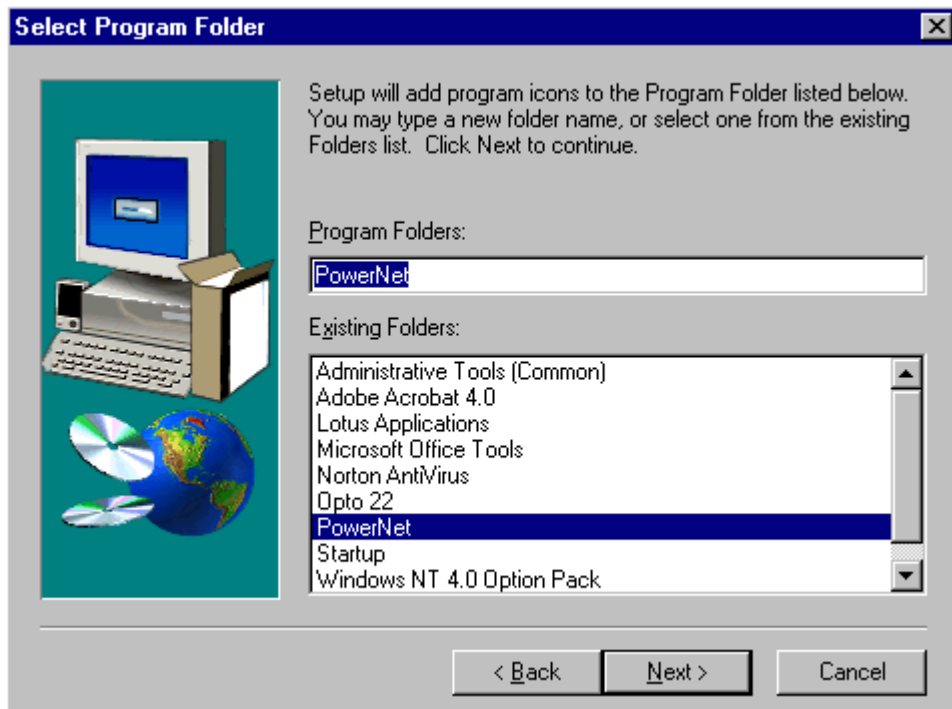 Select Program Folder
Setup will add program icons to the Program Folder listed below.
You may type a new folder name, or select one from the existing
Folders list.  Click Next to continue.
Program Folders:
PowerNet
Existing Folders:
Administrative Tools (Common)
Adobe Acrobat 4.0
Lotus Applications
Microsoft Office Tools
Norton AntiVirus
Opto 22
PowerNet
Startup
Windows NT 4.0 Option Pack
< Back
Next >
Cancel